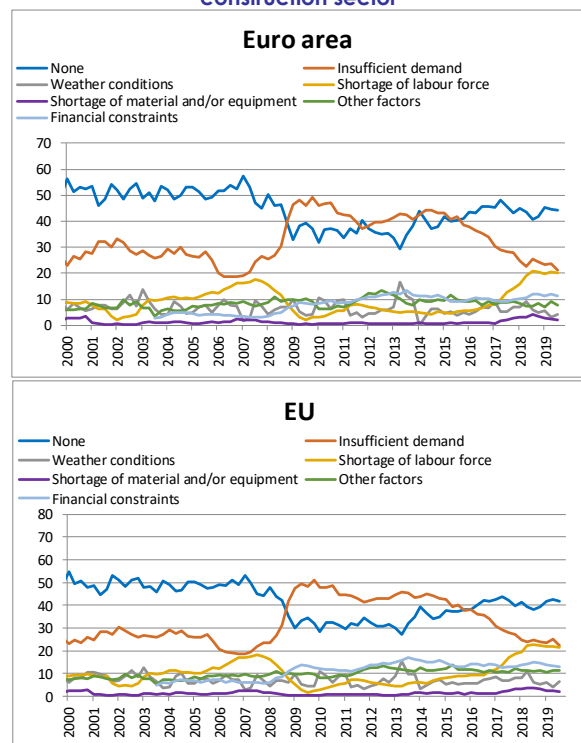 construction sector
Euro area
None
Insufficient demand
Weather conditions
Shortage of labour force
Shortage of material and/or equipment
Other factors
Financial constraints
70
60
50
40
30
20
10
0
2000 2001 2002 2003 2004 2005 2006 2007 2008 2009 2010 2011 2012 2013 2014 2015 2016 2017 2018 2019
EU
None
Insufficient demand
Weather conditions
Shortage of labour force
Shortage of material and/or equipment
Other factors
Financial constraints
80
70
60
50
40
30
20
10
0
2000 2001 2002 2003 2004 2005 2006 2007 2008 2009 2010 2011 2012 2013 2014 2015 2016 2017 2018 2019